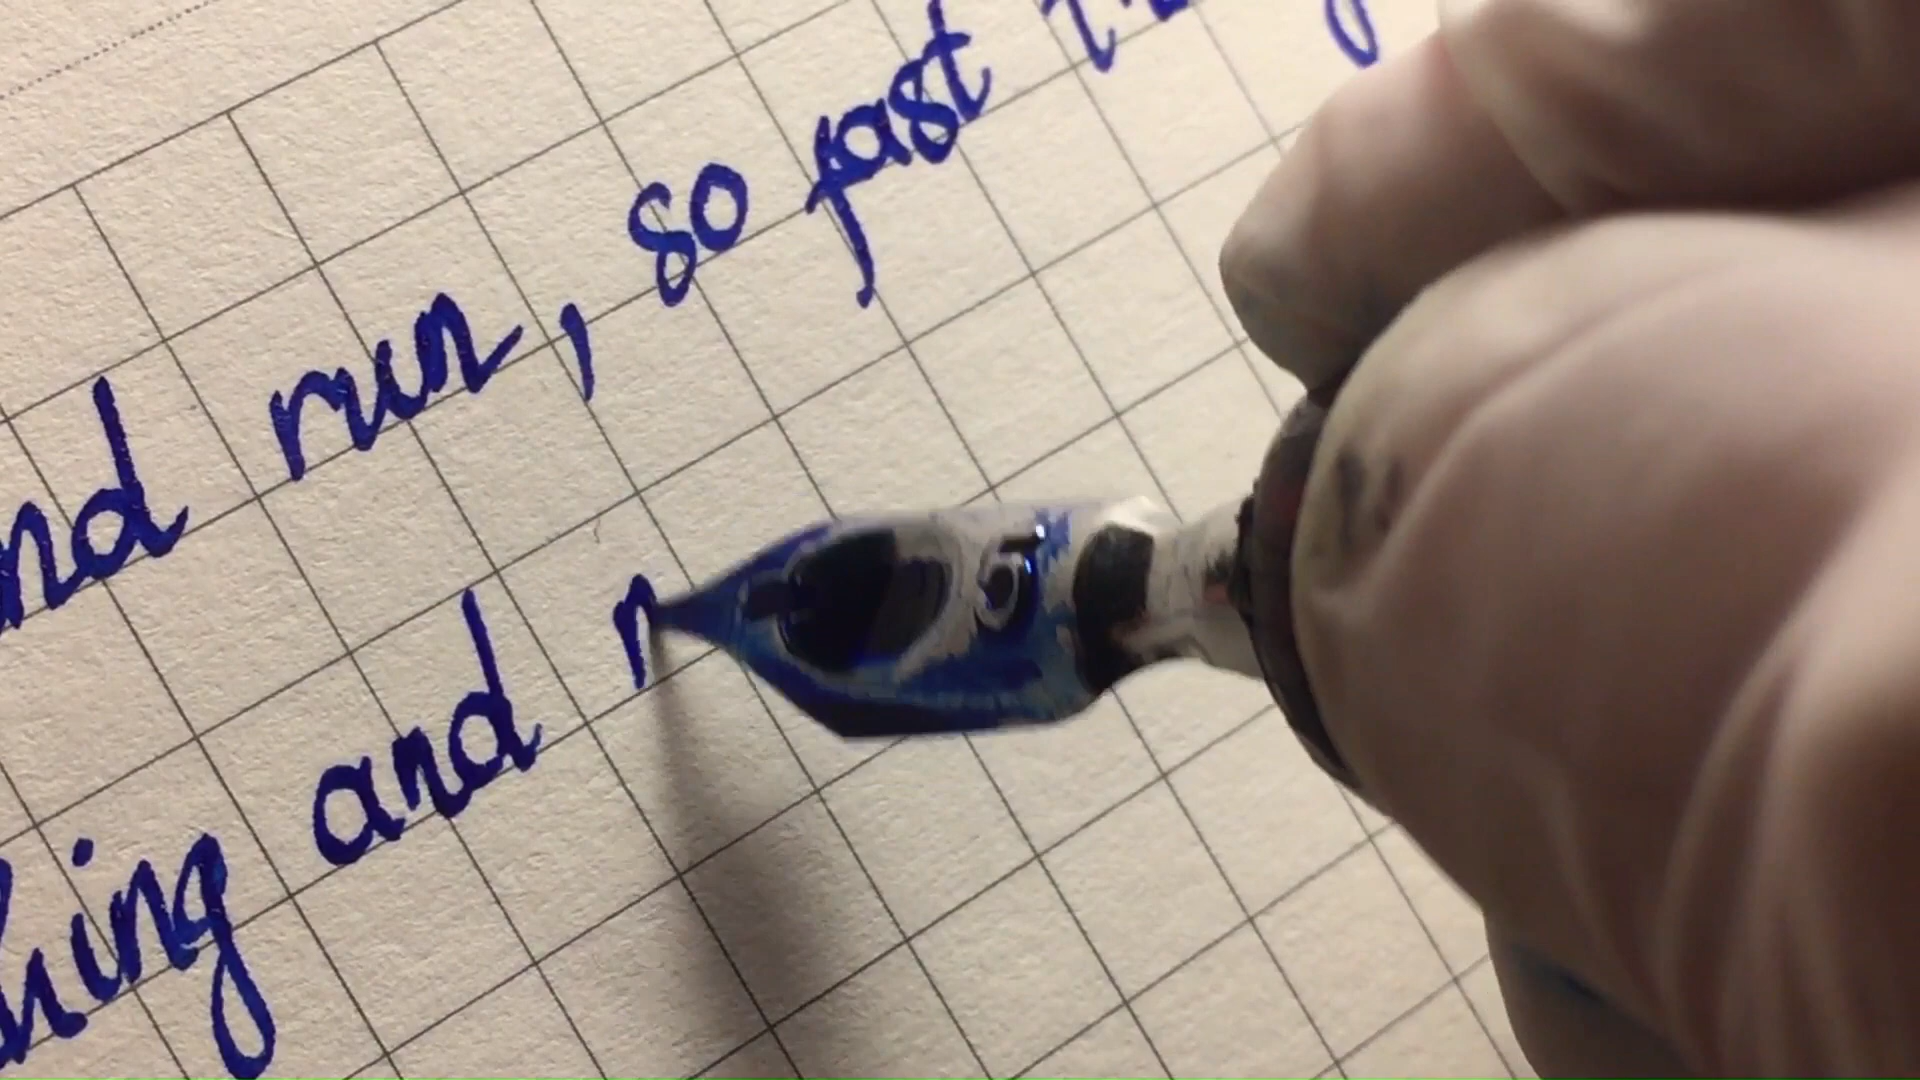 nd run, so fast
hing and r